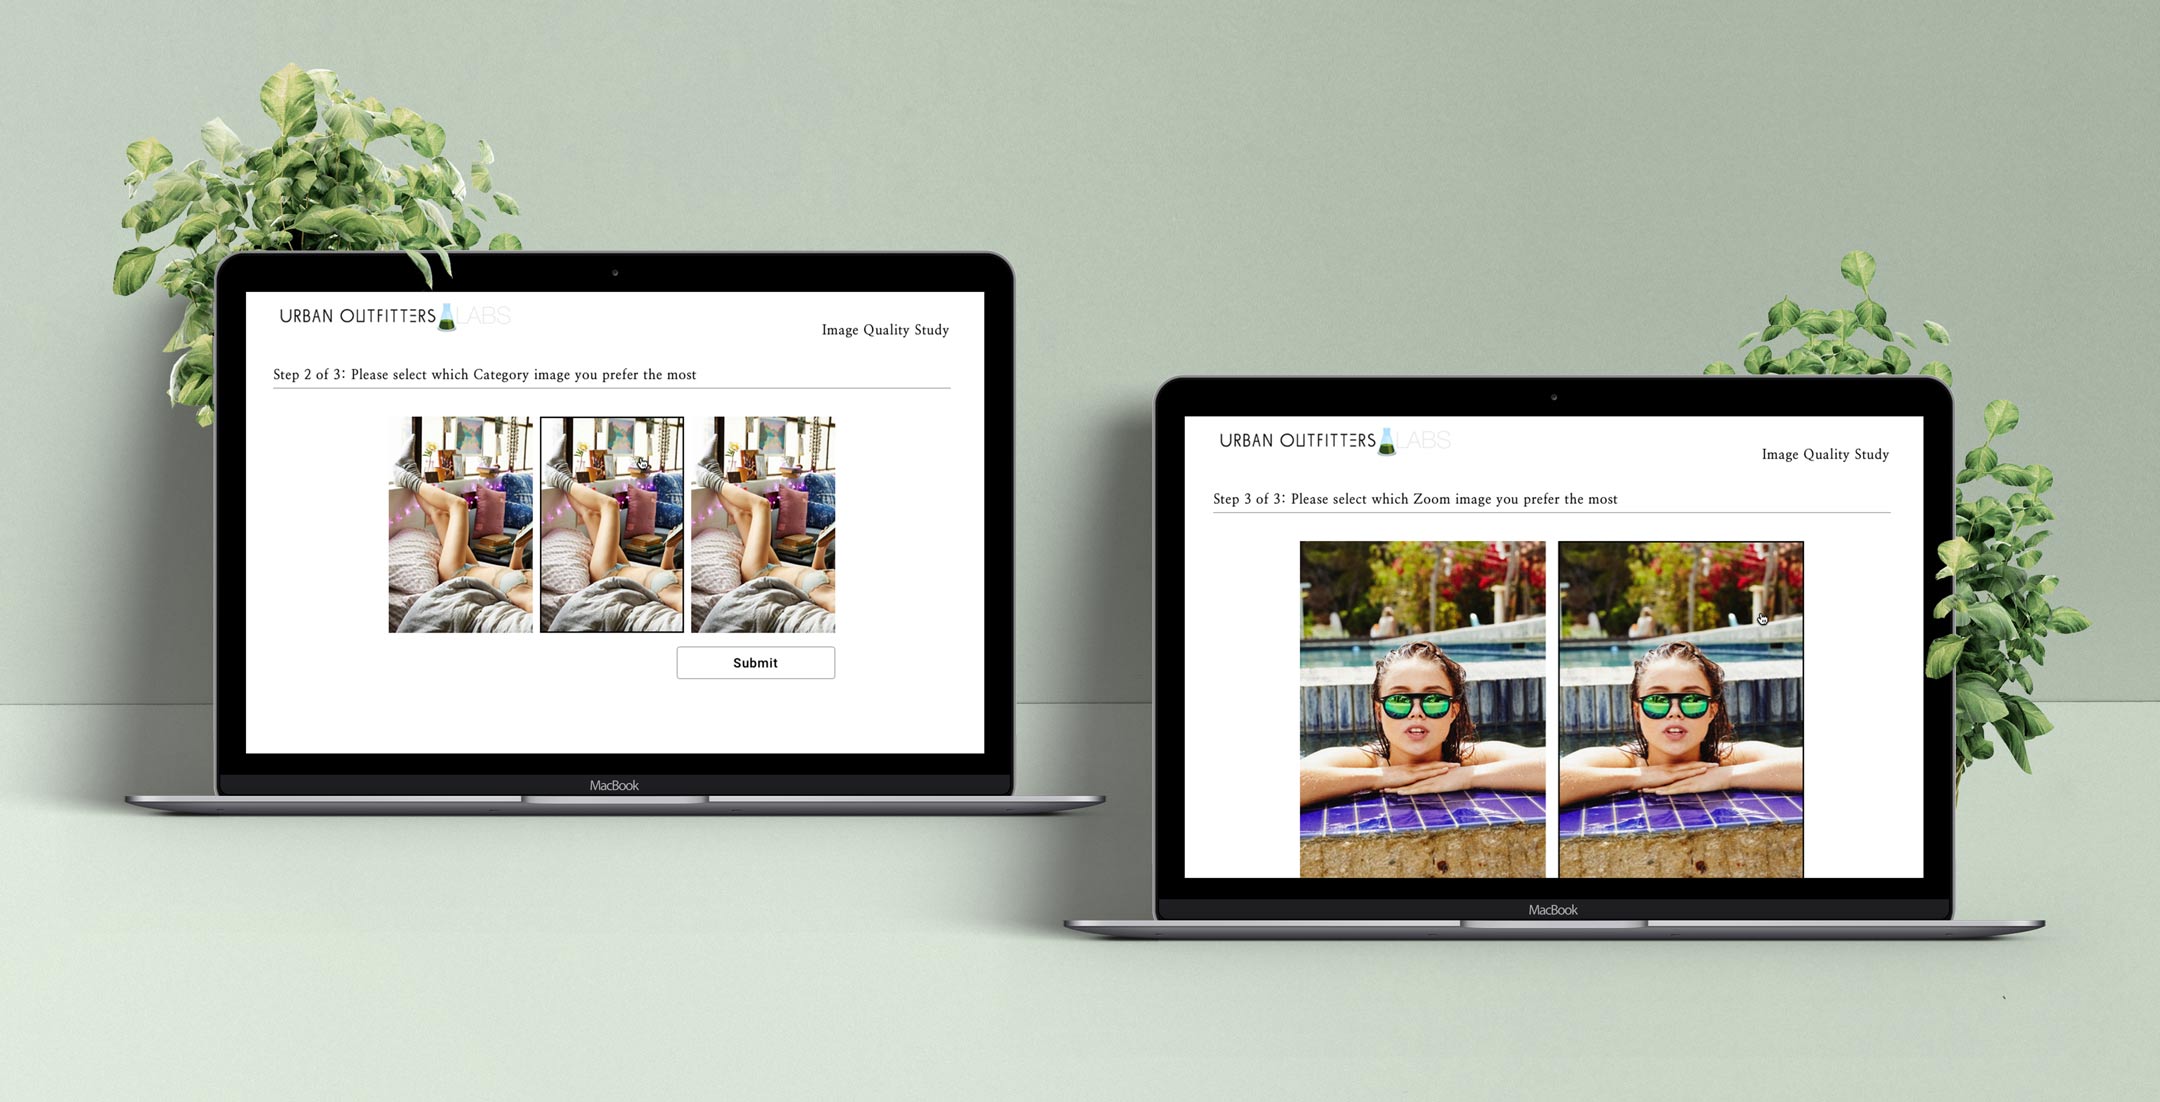 URBAN OUTFITTERS LABS
Image Quality Study
Step 2 of 3: Please select which Category image you prefer the most
Submit
MacBook
URBAN OUTFITTERS LABS
Image Quality Study
Step 3 of 3: Please select which Zoom image you prefer the most
MacBook